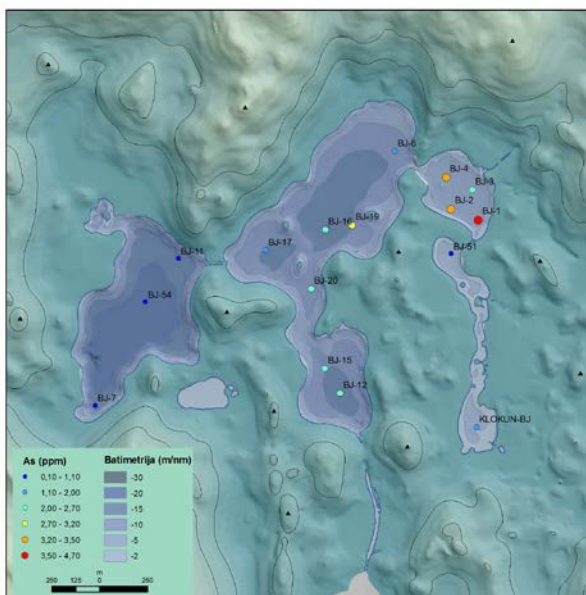 BJ-6
BJ-4
BJ-3
BJ-2
BJ-1
BJ-16
BJ-19
BJ-11
BJ-17
BJ-51
BJ-20
BJ-54
BJ-15
BJ-12
BJ-7
KLOKUN-BJ
As (ppm)
0,10 - 1,10
1,10 - 2,00
2,00 - 2,70
2,70 - 3,20
3,20 - 3,50
3,50 - 4,70
Batimetrija (m/nm)
-30
-20
-15
-10
-5
-2
m
250 125 0 250